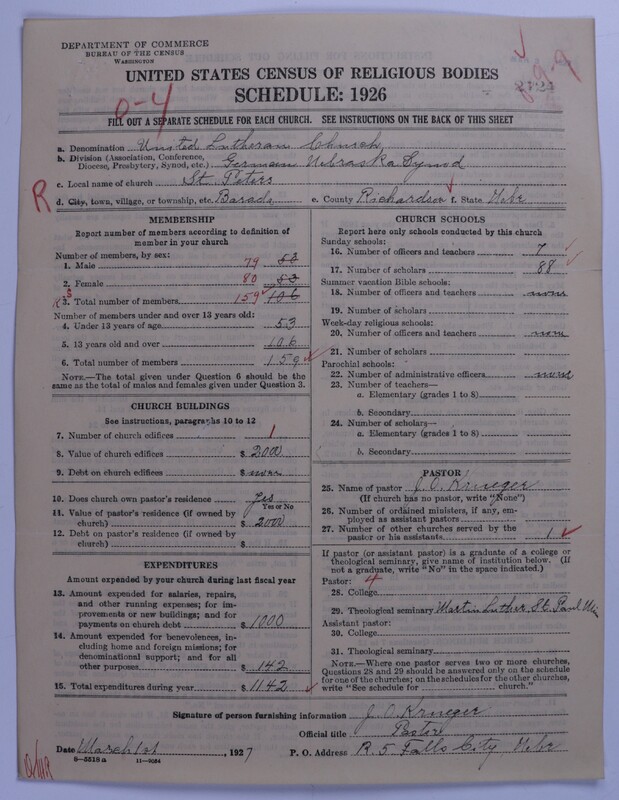 DEPARTMENT OF COMMERCE
BUREAU OF THE CENSUS
WASHINGTON
UNITED STATES CENSUS OF RELIGIOUS BODIES
SCHEDULE: 1926
0-4
9-9
2124
FILL OUT A SEPARATE SCHEDULE FOR EACH CHURCH. SEE INSTRUCTIONS ON THE BACK OF THIS SHEET
a. Denomination United Lutheran Church
b. Division (Association, Conference, Diocese, Presbytery, Synod, etc.) German Nebraska Synod
c. Local name of church St. Peters
R
d. City, town, village, or township, etc. Barada e. County Richardson f. State Nebr
MEMBERSHIP
Report number of members according to definition of
member in your church
Number of members, by sex:
1. Male 79 53
2. Female 80 53
3. Total number of members 159 106
Number of members under and over 13 years old:
4. Under 13 years of age 53
5. 13 years old and over 106
6. Total number of members 159
NOTE.—The total given under Question 6 should be
same as the total of males and females given under Question 3.
CHURCH BUILDINGS
See instructions, paragraphs 10 to 12
7. Number of church edifices 1
8. Value of church edifices $ 2000
9. Debt on church edifices $ none
10. Does church own pastor's residence Yes
Yes or No
11. Value of pastor's residence (if owned by
church) $ 2000
12. Debt on pastor's residence (if owned by
church) $
EXPENDITURES
Amount expended by your church during last fiscal year
13. Amount expended for salaries, repairs,
and other running expenses; for im-
provements or new buildings; and for
payments on church debt $ 1000
14. Amount expended for benevolences, in-
cluding home and foreign missions; for
denominational support; and for all
other purposes $ 142
15. Total expenditures during year $ 1142
CHURCH SCHOOLS
Report here only schools conducted by this church
Sunday schools:
16. Number of officers and teachers 7
17. Number of scholars 88
Summer vacation Bible schools:
18. Number of officers and teachers none
19. Number of scholars
Week-day religious schools:
20. Number of officers and teachers none
21. Number of scholars
Parochial schools:
22. Number of administrative officers none
23. Number of teachers—
a. Elementary (grades 1 to 8)
b. Secondary
24. Number of scholars—
a. Elementary (grades 1 to 8)
b. Secondary
PASTOR
25. Name of pastor J. O. Krueger
(If church has no pastor, write "None")
26. Number of ordained ministers, if any, em-
ployed as assistant pastors
27. Number of other churches served by the
pastor or his assistants 1
If pastor (or assistant pastor) is a graduate of a college or
theological seminary, give name of institution below. (If
not a graduate, write "No" in the space indicated.)
Pastor: 4
28. College
29. Theological seminary Martin Luther St. Paul Min
Assistant pastor:
30. College
31. Theological seminary
NOTE.—Where one pastor serves two or more churches,
Questions 28 and 29 should be answered only on the schedule
for one of the churches; on the schedules for the other churches,
write "See schedule for church."
Signature of person furnishing information J. O. Krueger
Official title Pastor
Date March 1st, 1927 P. O. Address R. 5 Falls City Nebr
8—5218 a 11—9054